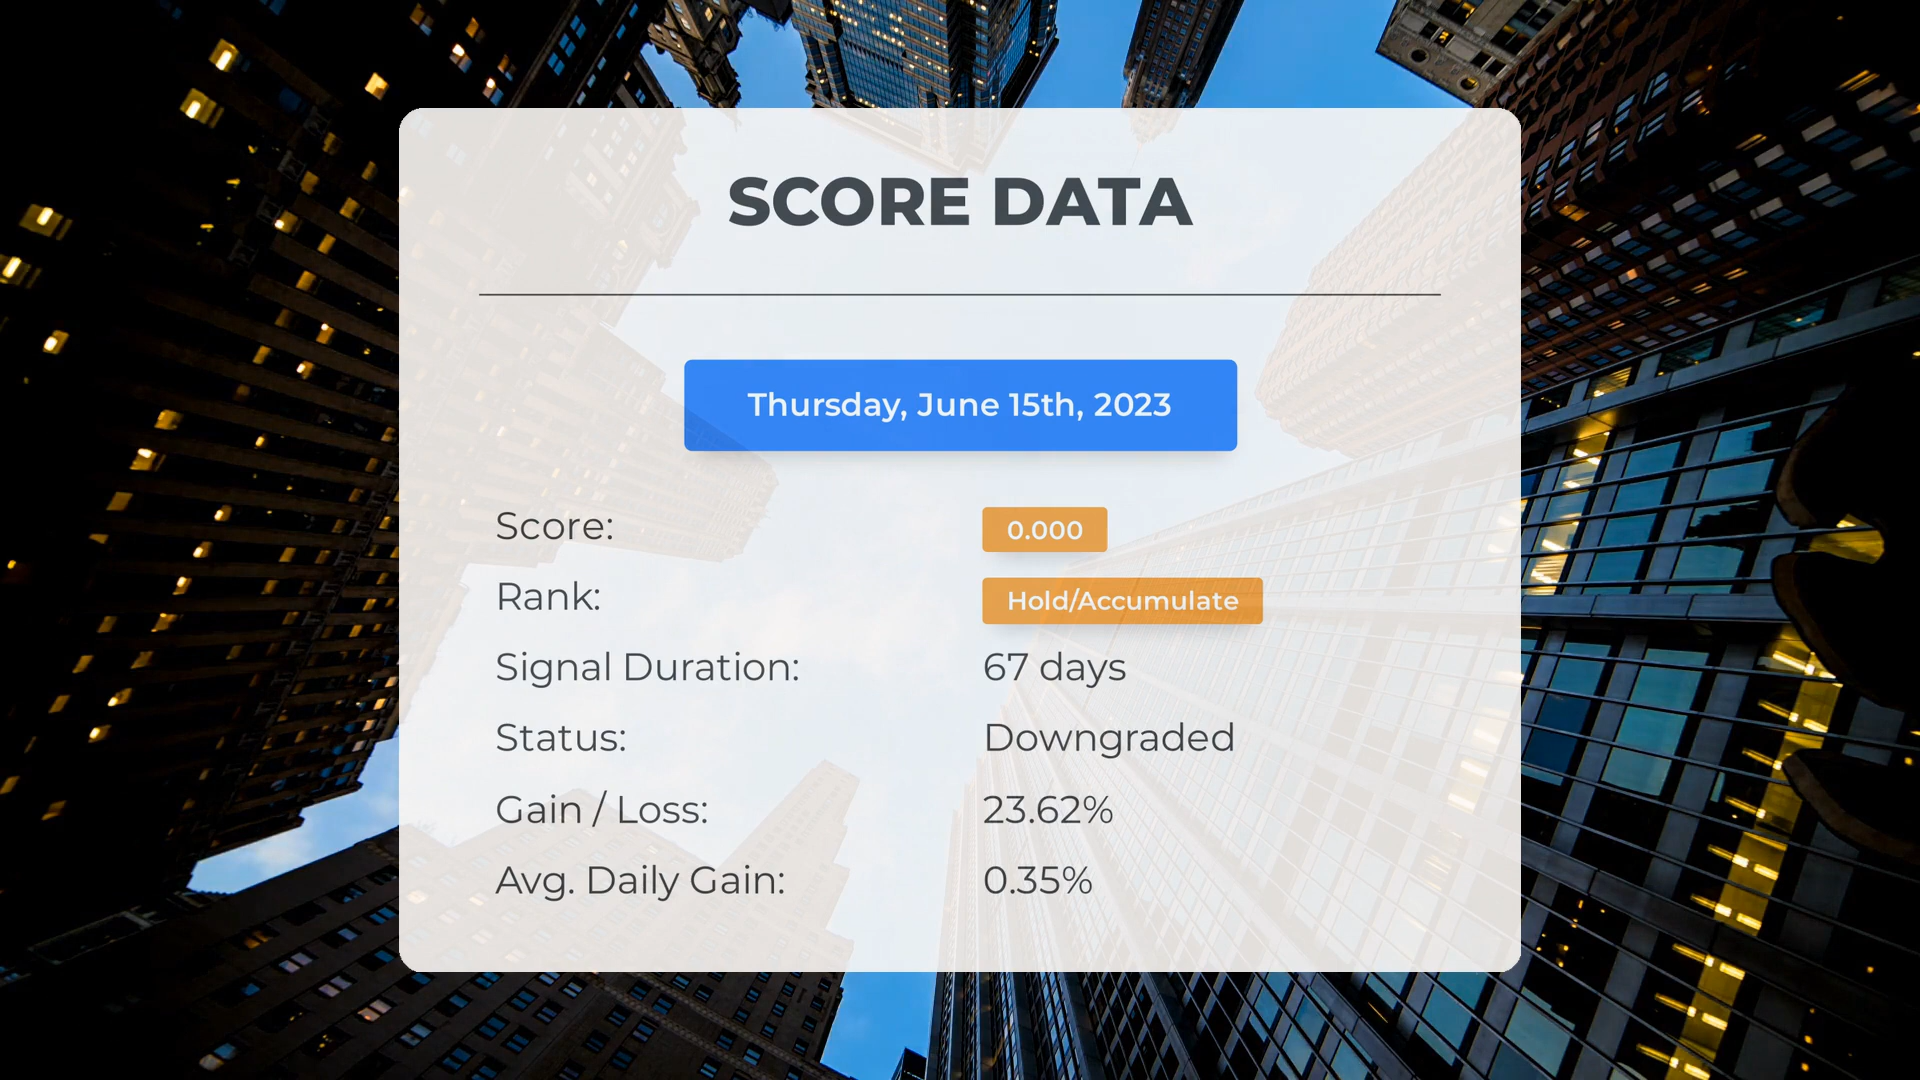 SCORE DATA
Thursday, June 15th, 2023
Score: 0.000
Rank: Hold/Accumulate
Signal Duration: 67 days
Status: Downgraded
Gain / Loss: 23.62%
Avg. Daily Gain: 0.35%